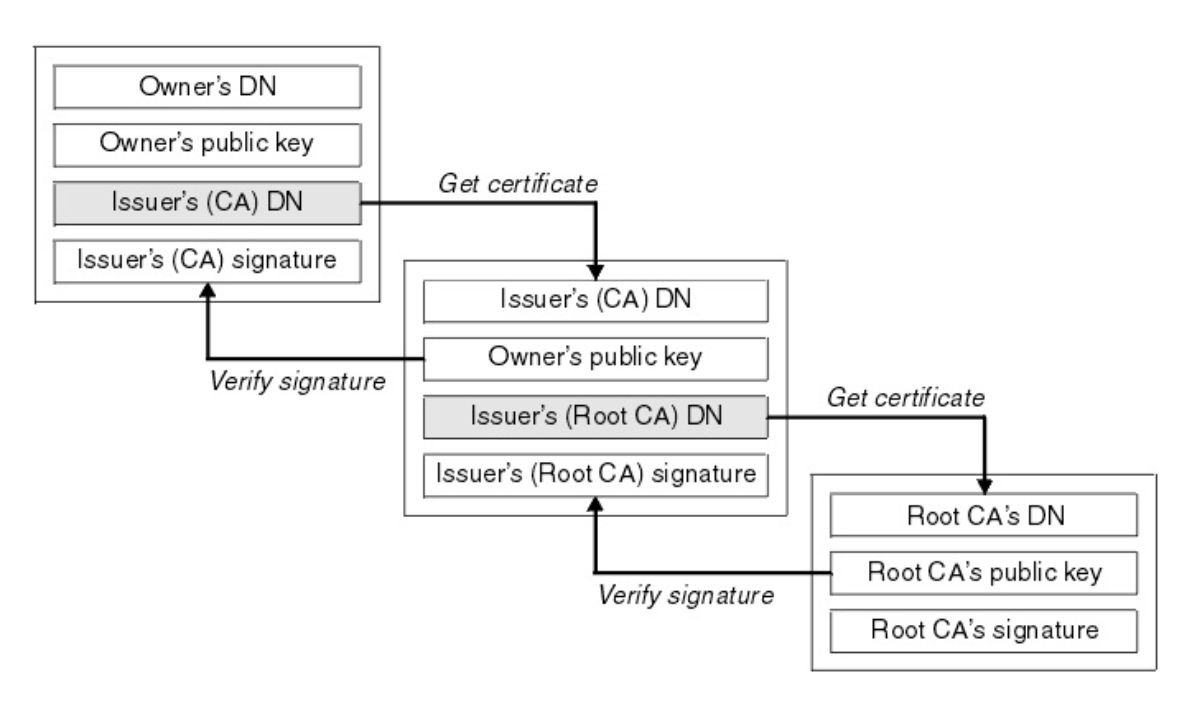 Owner's DN
Owner's public key
Issuer's (CA) DN
Issuer's (CA) signature
Get certificate
Verify signature
Issuer's (CA) DN
Owner's public key
Issuer's (Root CA) DN
Issuer's (Root CA) signature
Get certificate
Verify signature
Root CA's DN
Root CA's public key
Root CA's signature